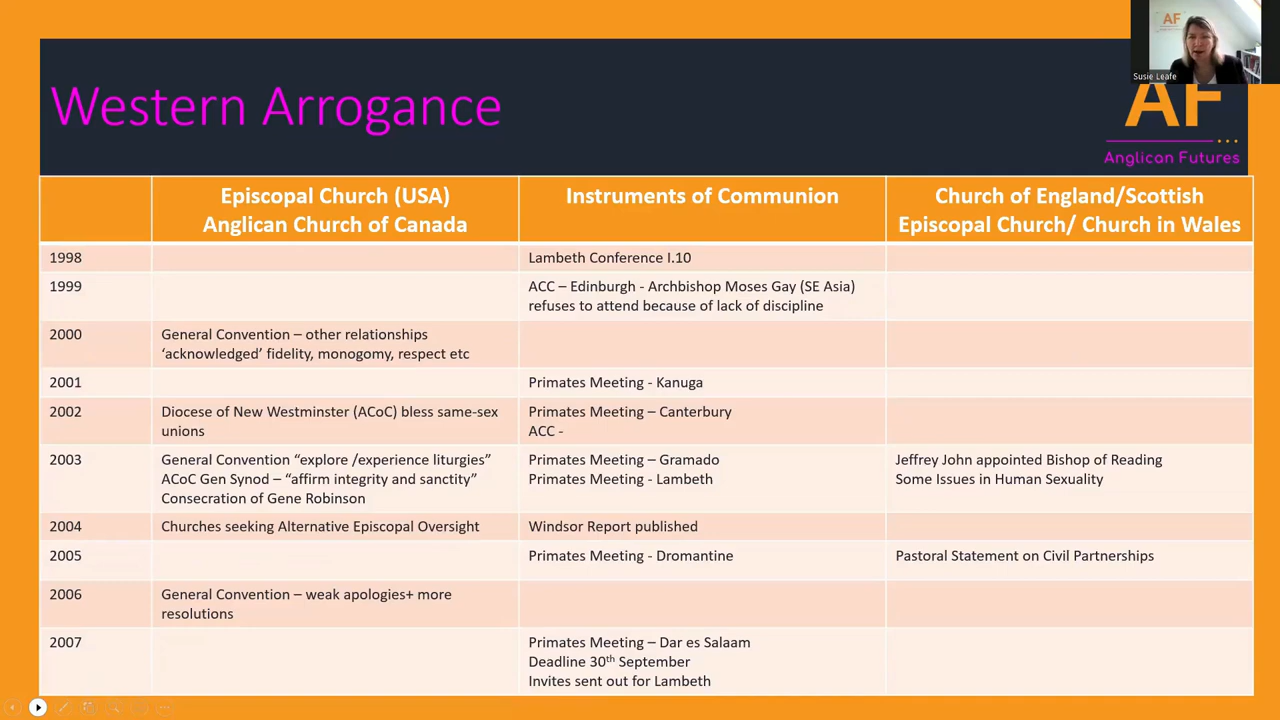 AF
Susie Leafe
Western Arrogance
AF
Anglican Futures
Episcopal Church (USA)
Anglican Church of Canada
Instruments of Communion
Church of England/Scottish
Episcopal Church/ Church in Wales
1998
Lambeth Conference I.10
1999
ACC – Edinburgh - Archbishop Moses Gay (SE Asia)
refuses to attend because of lack of discipline
2000
General Convention – other relationships
‘acknowledged’ fidelity, monogomy, respect etc
2001
Primates Meeting - Kanuga
2002
Diocese of New Westminster (ACoC) bless same-sex
unions
Primates Meeting – Canterbury
ACC -
2003
General Convention “explore /experience liturgies”
ACoC Gen Synod – “affirm integrity and sanctity”
Consecration of Gene Robinson
Primates Meeting – Gramado
Primates Meeting - Lambeth
Jeffrey John appointed Bishop of Reading
Some Issues in Human Sexuality
2004
Churches seeking Alternative Episcopal Oversight
Windsor Report published
2005
Primates Meeting - Dromantine
Pastoral Statement on Civil Partnerships
2006
General Convention – weak apologies+ more
resolutions
2007
Primates Meeting – Dar es Salaam
Deadline 30th September
Invites sent out for Lambeth